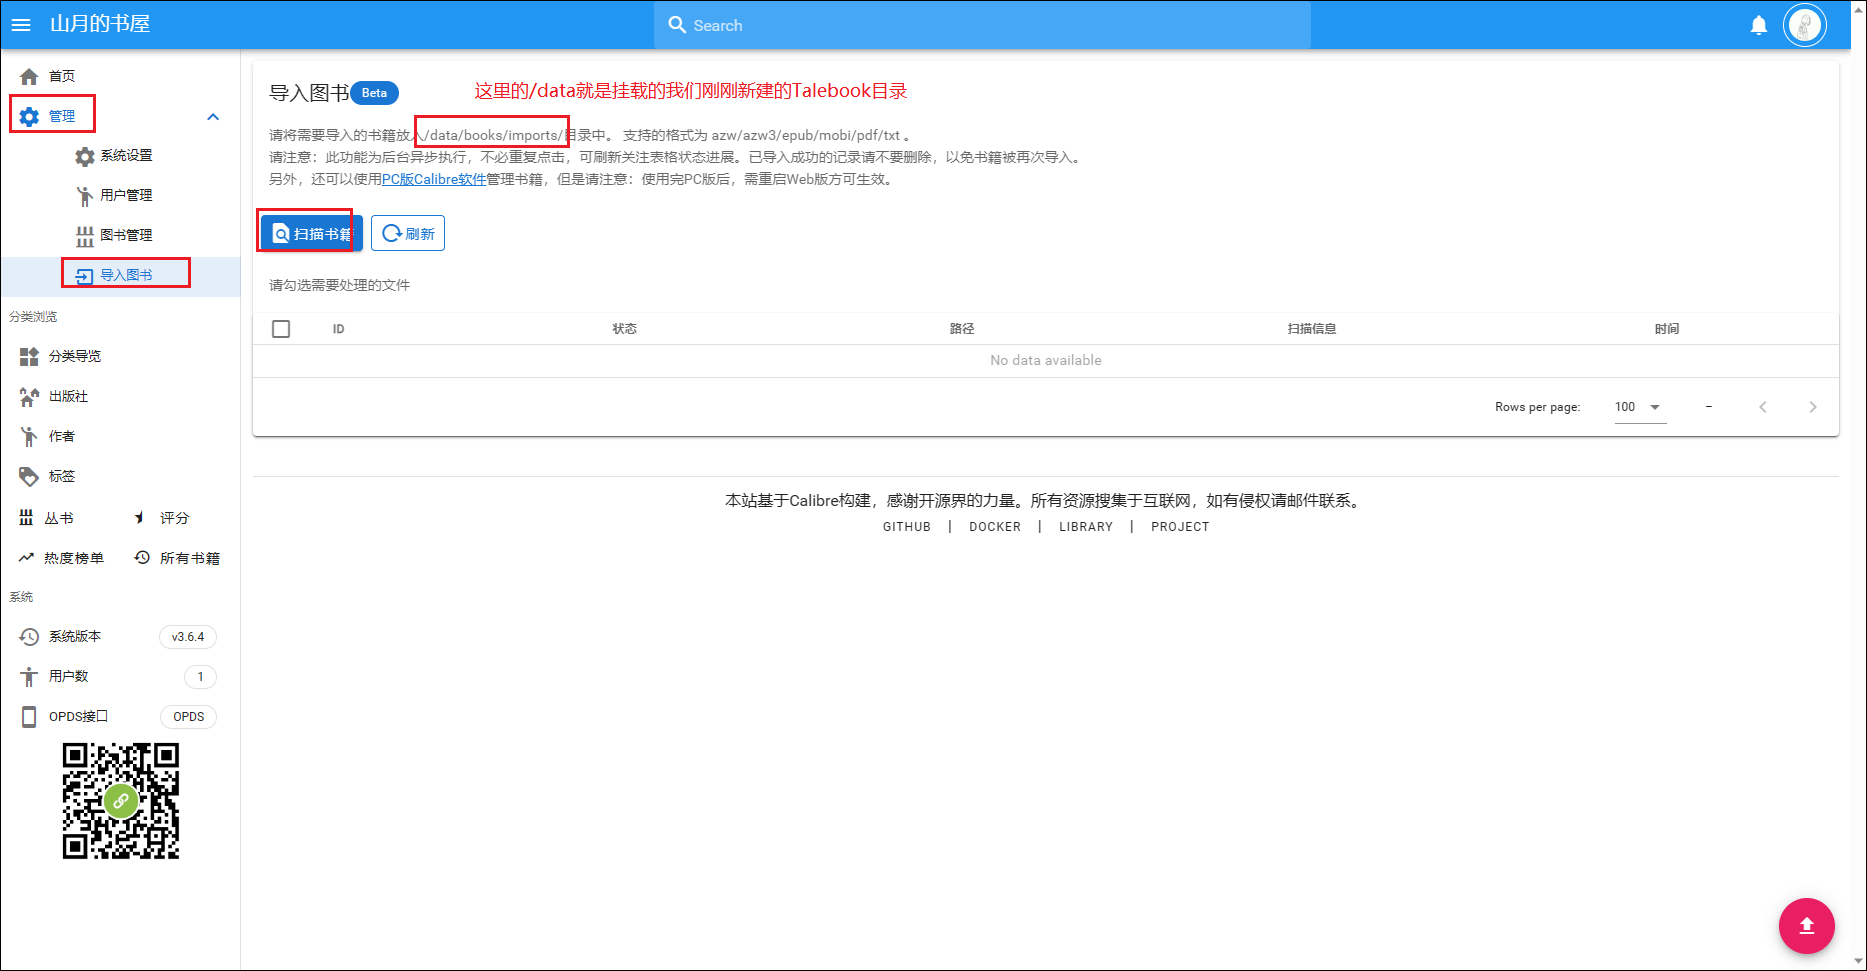 山月的书屋
Search
首页
管理
系统设置
用户管理
图书管理
导入图书
分类浏览
分类导览
出版社
作者
标签
丛书 评分
热度榜单 所有书籍
系统
系统版本 v3.6.4
用户数 1
OPDS接口 OPDS
导入图书 Beta
这里的/data就是挂载的我们刚刚新建的Talebook目录
请将需要导入的书籍放入/data/books/imports/目录中。 支持的格式为 azw/azw3/epub/mobi/pdf/txt 。
请注意：此功能为后台异步执行，不必重复点击，可刷新关注表格状态进展。已导入成功的记录请不要删除，以免书籍被再次导入。
另外，还可以使用PC版Calibre软件管理书籍，但是请注意：使用完PC版后，需重启Web版方可生效。
扫描书籍 刷新
请勾选需要处理的文件
ID 状态 路径 扫描信息 时间
No data available
Rows per page: 100 –
本站基于Calibre构建，感谢开源界的力量。所有资源搜集于互联网，如有侵权请邮件联系。
GITHUB | DOCKER | LIBRARY | PROJECT